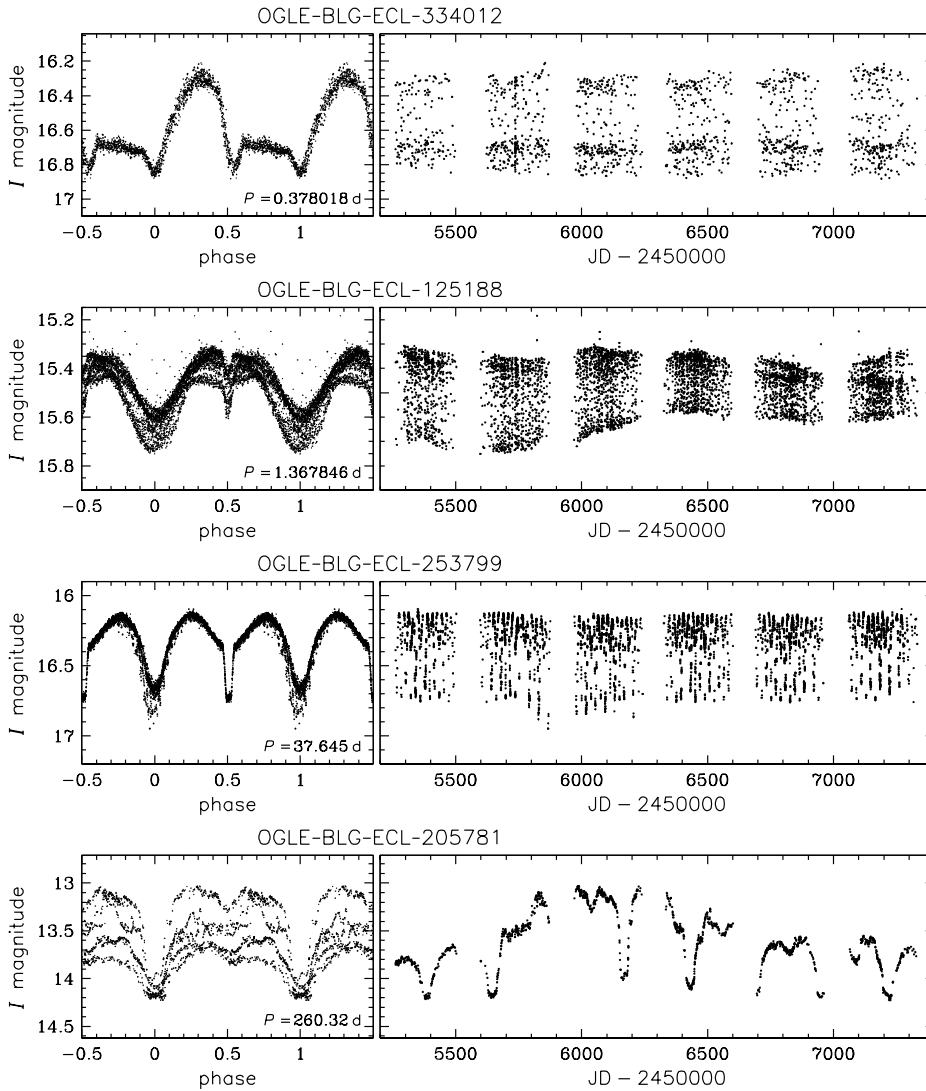 OGLE-BLG-ECL-334012
I magnitude
16.2
16.4
16.6
16.8
17
P = 0.378018 d
−0.5 0 0.5 1
5500 6000 6500 7000
phase
JD − 2450000
OGLE-BLG-ECL-125188
I magnitude
15.2
15.4
15.6
15.8
P = 1.367846 d
−0.5 0 0.5 1
5500 6000 6500 7000
phase
JD − 2450000
OGLE-BLG-ECL-253799
I magnitude
16
16.5
17
P = 37.645 d
−0.5 0 0.5 1
5500 6000 6500 7000
phase
JD − 2450000
OGLE-BLG-ECL-205781
I magnitude
13
13.5
14
14.5
P = 260.32 d
−0.5 0 0.5 1
5500 6000 6500 7000
phase
JD − 2450000